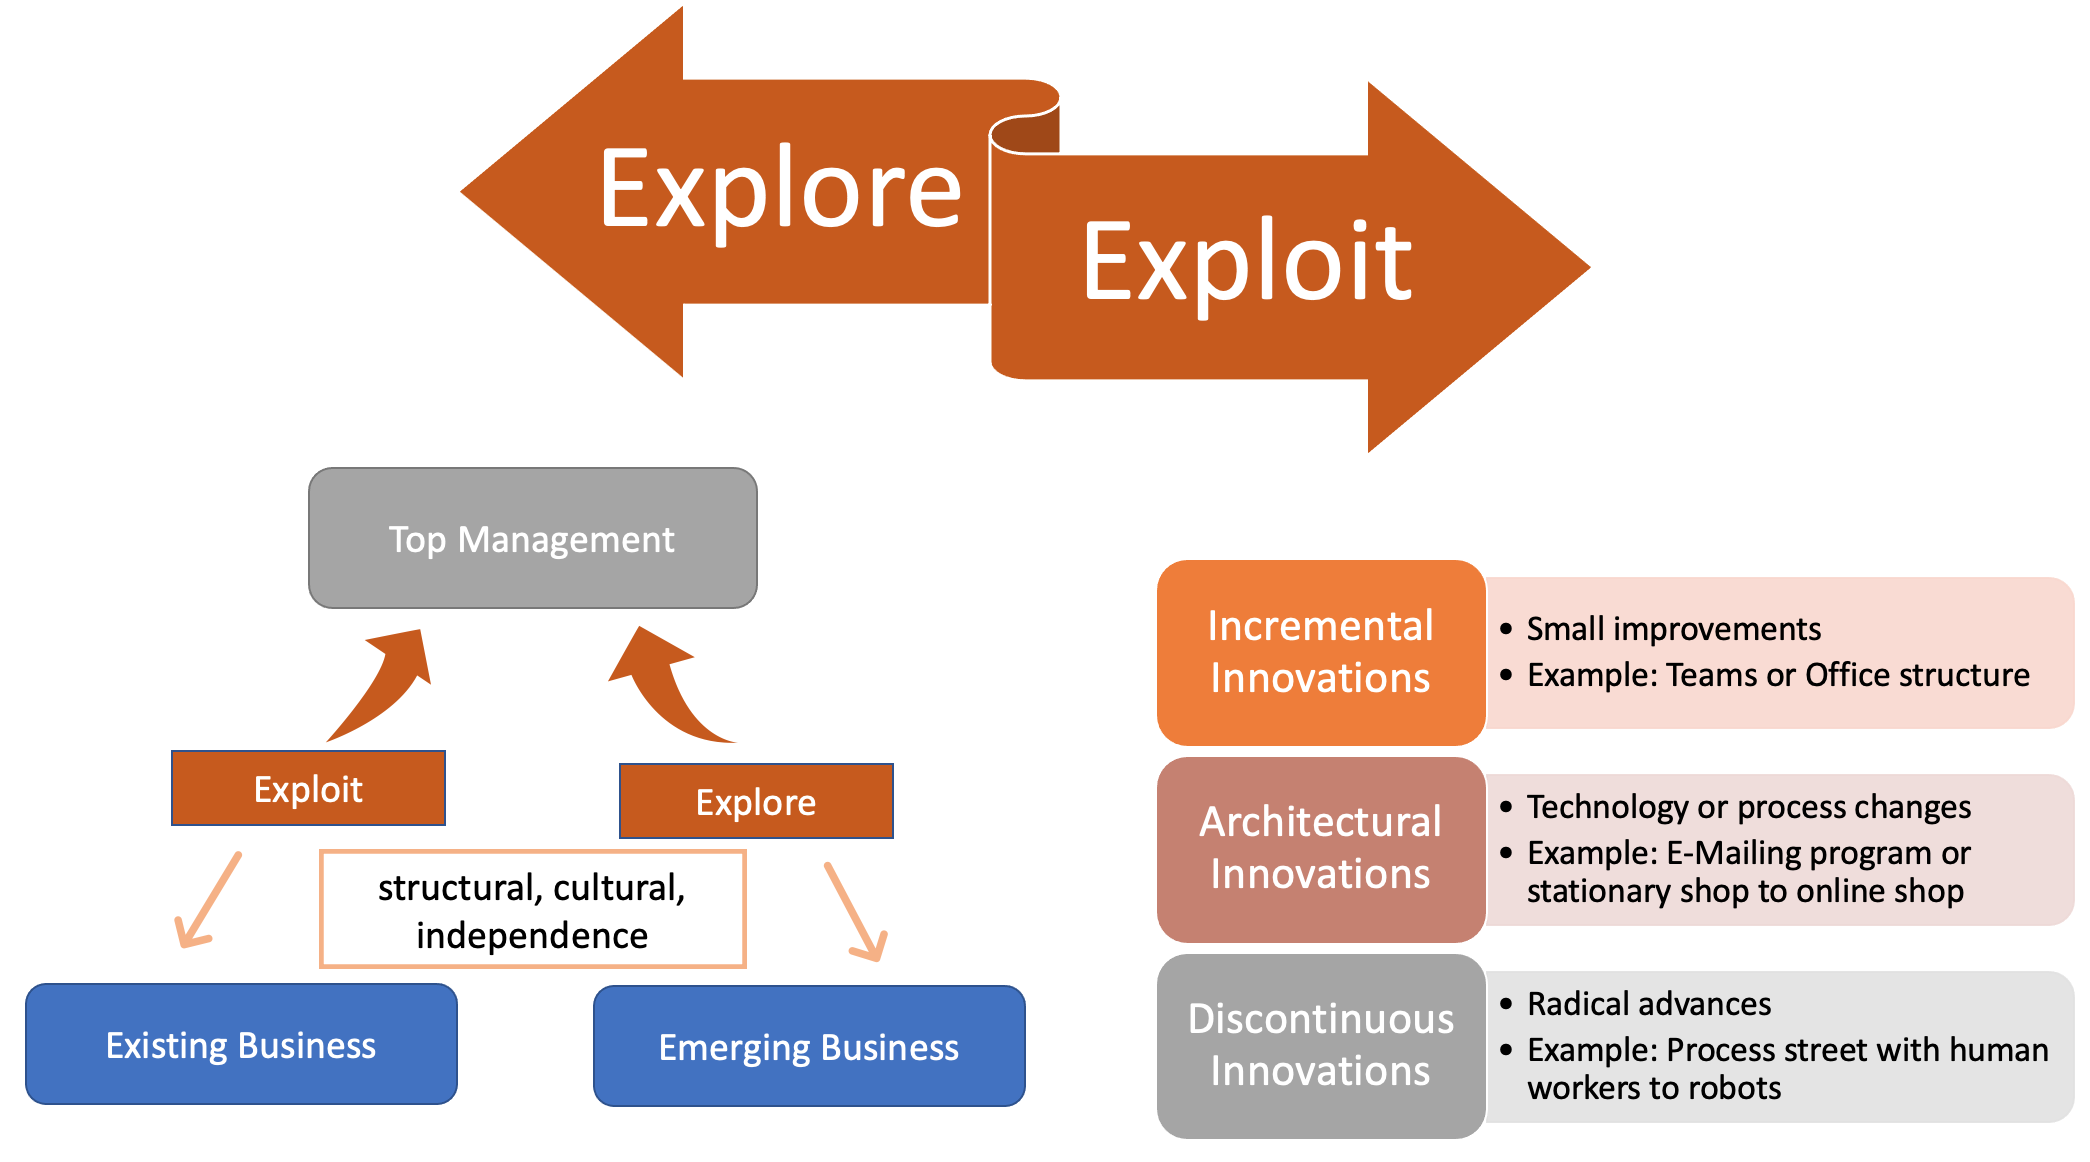 Explore
Exploit
Top Management
Exploit
Explore
structural, cultural,
independence
Existing Business
Emerging Business
Incremental
Innovations
• Small improvements
• Example: Teams or Office structure
Architectural
Innovations
• Technology or process changes
• Example: E-Mailing program or
stationary shop to online shop
Discontinuous
Innovations
• Radical advances
• Example: Process street with human
workers to robots